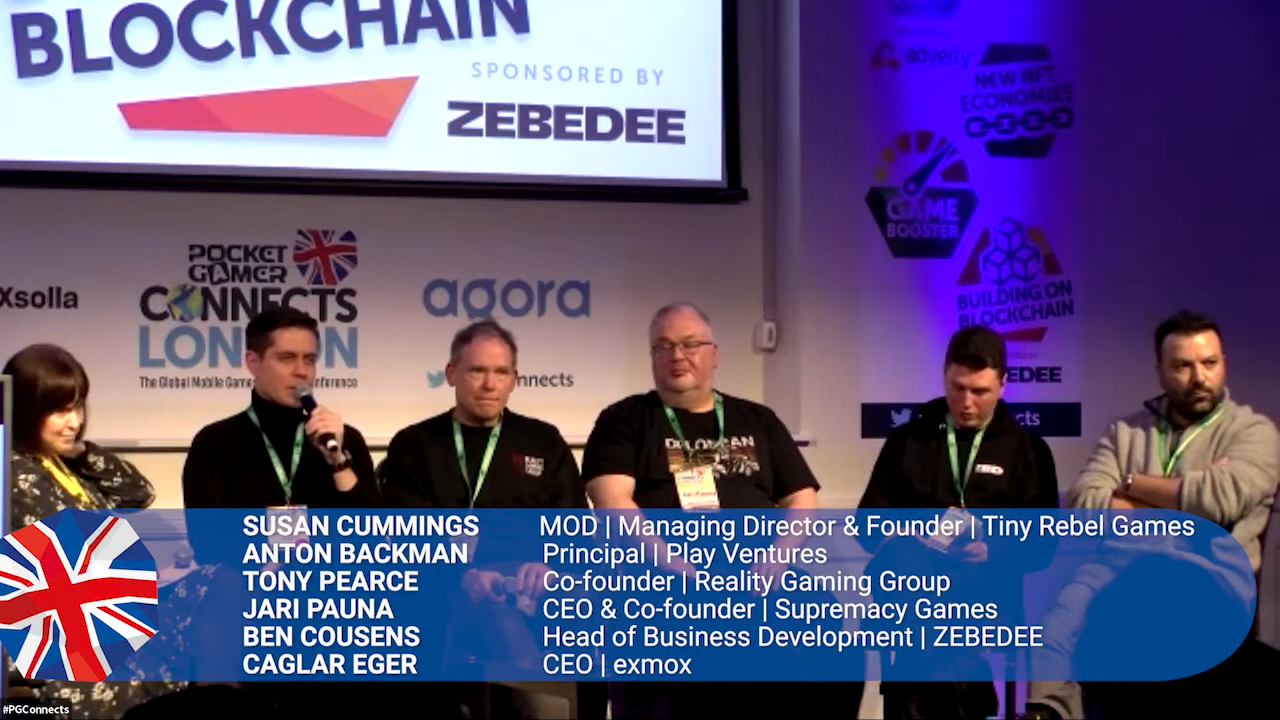 BLOCKCHAIN
SPONSORED BY
ZEBEDEE
adverty
NEW NFT
ECONOMIES
GAME
BOOSTER
BUILDING ON
BLOCKCHAIN
Xsolla
POCKET
GAMER
CONNECTS
LONDON
The Global Mobile Games
agora
SUSAN CUMMINGS MOD | Managing Director & Founder | Tiny Rebel Games
ANTON BACKMAN Principal | Play Ventures
TONY PEARCE Co-founder | Reality Gaming Group
JARI PAUNA CEO & Co-founder | Supremacy Games
BEN COUSENS Head of Business Development | ZEBEDEE
CAGLAR EGER CEO | exmox
#PGConnects